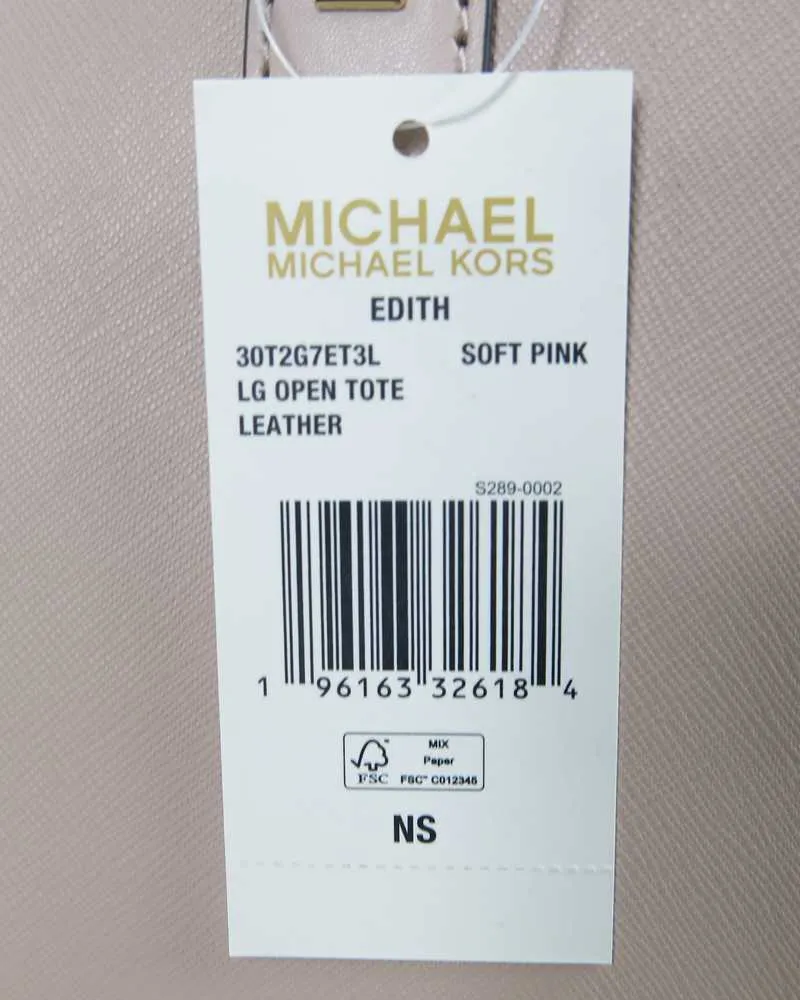 MICHAEL
MICHAEL KORS
EDITH
30T2G7ET3L SOFT PINK
LG OPEN TOTE
LEATHER
S289-0002
1 96163 32618 4
MIX
Paper
FSC FSC™ C012345
NS